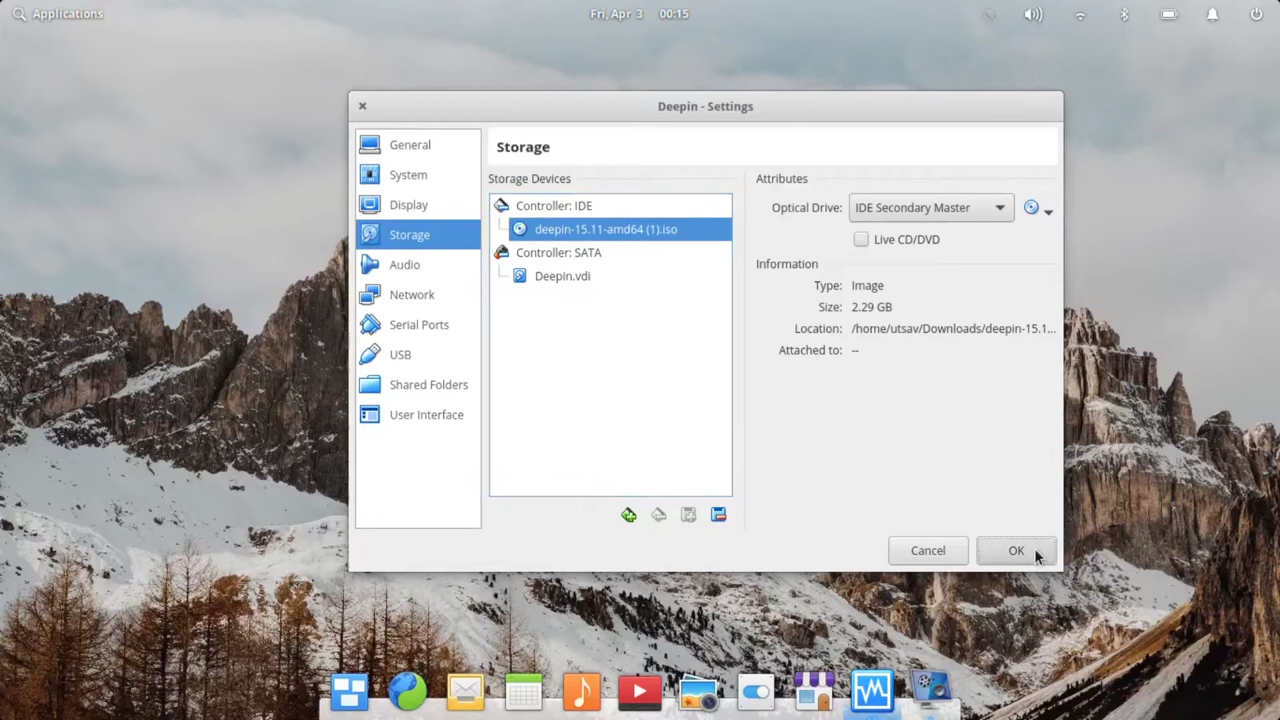 Applications
Fri, Apr 3 00:15
Deepin - Settings
General
System
Display
Storage
Audio
Network
Serial Ports
USB
Shared Folders
User Interface
Storage
Storage Devices
Controller: IDE
deepin-15.11-amd64 (1).iso
Controller: SATA
Deepin.vdi
Attributes
Optical Drive: IDE Secondary Master
Live CD/DVD
Information
Type: Image
Size: 2.29 GB
Location: /home/utsav/Downloads/deepin-15.1...
Attached to: --
Cancel
OK